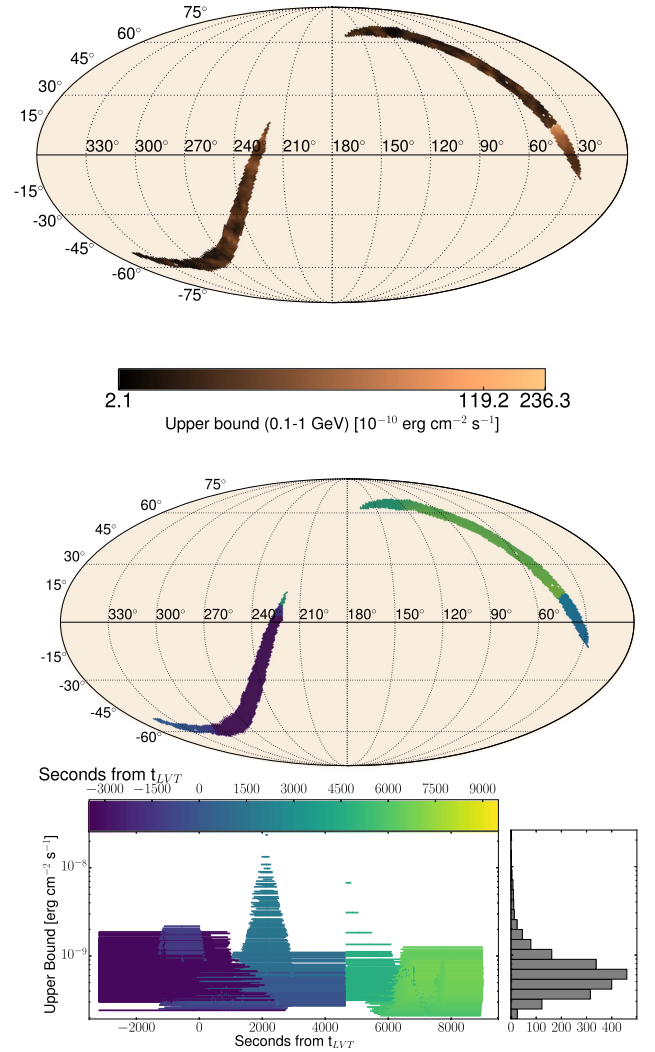 75°
60°
45°
30°
15°
330° 300° 270° 240° 210° 180° 150° 120° 90° 60° 30°
-15°
-30°
-45°
-60°
-75°
2.1 119.2 236.3
Upper bound (0.1-1 GeV) [10⁻¹⁰ erg cm⁻² s⁻¹]
75°
60°
45°
30°
15°
330° 300° 270° 240° 210° 180° 150° 120° 90° 60°
-15°
-30°
-45°
-60°
Seconds from t_LVT
−3000 −1500 0 1500 3000 4500 6000 7500 9000
Upper Bound [erg cm⁻² s⁻¹]
10⁻⁸
10⁻⁹
−2000 0 2000 4000 6000 8000
0 100 200 300 400
Seconds from t_LVT